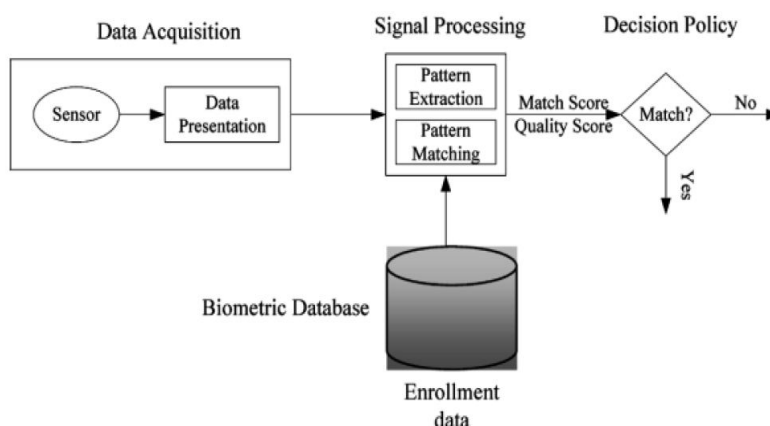 Data Acquisition
Signal Processing
Decision Policy
Sensor
Data
Presentation
Pattern
Extraction
Pattern
Matching
Match Score
Quality Score
Match?
No
Yes
Biometric Database
Enrollment
data